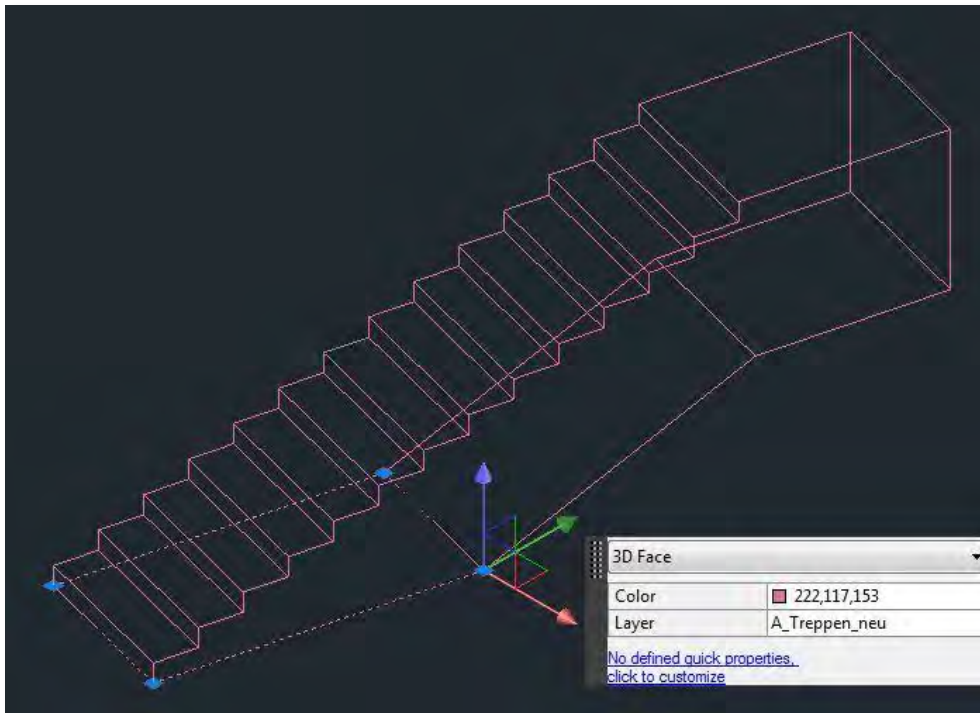 3D Face
Color 222,117,153
Layer A_Treppen_neu
No defined quick properties,
click to customize